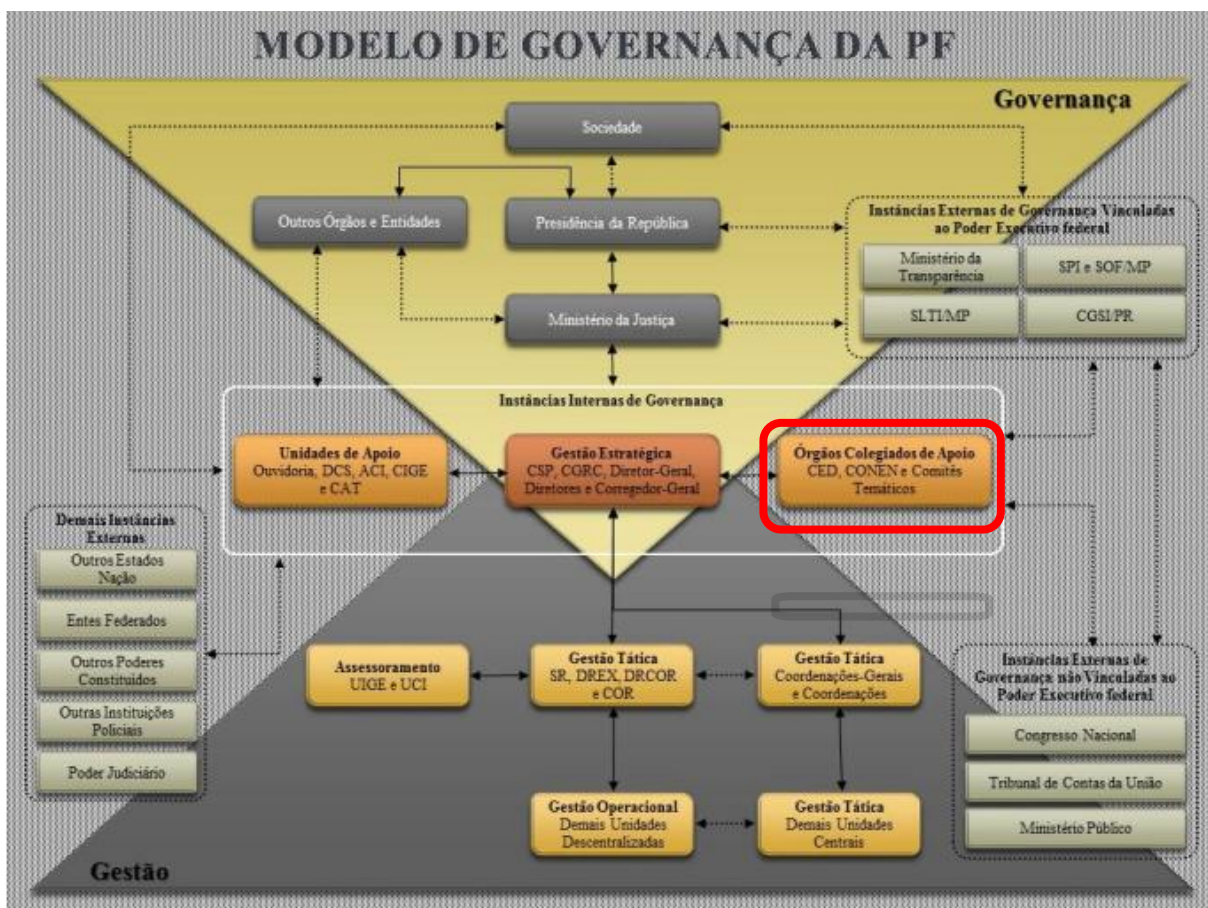 MODELO DE GOVERNANÇA DA PF
Governança
Sociedade
Outros Órgãos e Entidades
Presidência da República
Instâncias Externas de Governança Vinculadas
ao Poder Executivo federal
Ministério da
Transparência
SPI e SOF/MP
SLTI/MP
CGSI/PR
Ministério da Justiça
Instâncias Internas de Governança
Unidades de Apoio
Ouvidoria, DCS, ACI, CIGE
e CAT
Gestão Estratégica
CSP, CGRC, Diretor-Geral,
Diretores e Corregedor-Geral
Órgãos Colegiados de Apoio
CED, CONEN e Comitês
Temáticos
Demais Instâncias
Externas
Outros Estados
Nação
Entes Federados
Outros Poderes
Constituídos
Outras Instituições
Policiais
Poder Judiciário
Assessoramento
UIGE e UCI
Gestão Tática
SR, DREX, DRCOR
e COR
Gestão Tática
Coordenações-Gerais
e Coordenações
Gestão Operacional
Demais Unidades
Descentralizadas
Gestão Tática
Demais Unidades
Centrais
Instâncias Externas de
Governança não Vinculadas ao
Poder Executivo federal
Congresso Nacional
Tribunal de Contas da União
Ministério Público
Gestão